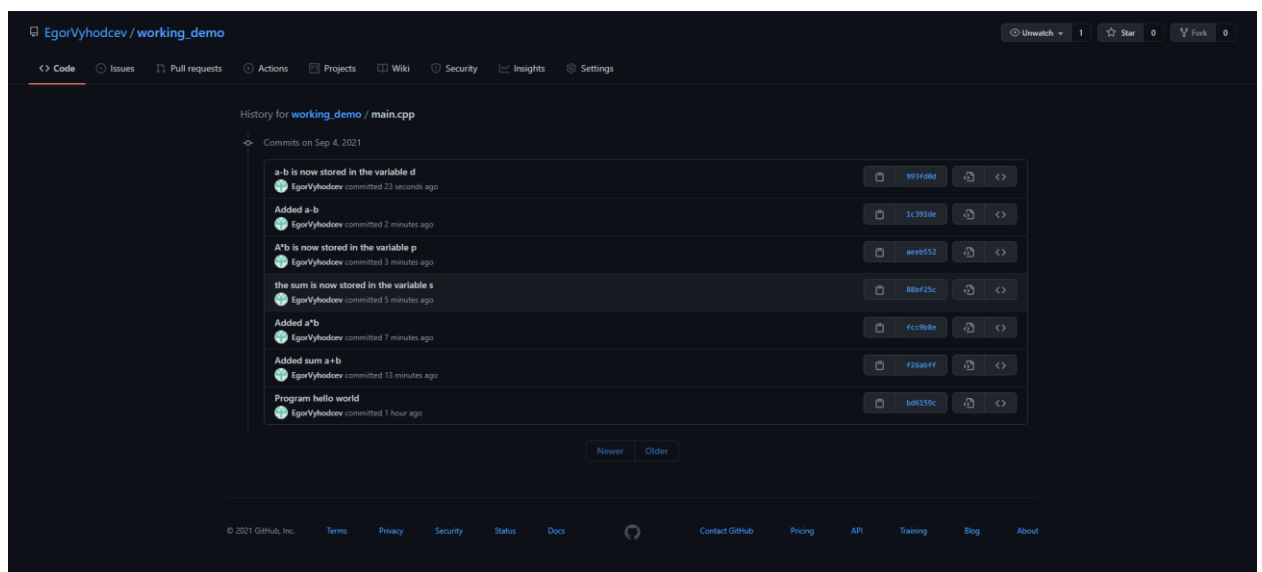 EgorVyhodcev / working_demo
Unwatch 1 Star 0 Fork 0
<> Code Issues Pull requests Actions Projects Wiki Security Insights Settings
History for working_demo / main.cpp
Commits on Sep 4, 2021
a-b is now stored in the variable d
EgorVyhodcev committed 23 seconds ago
993fd0d
Added a-b
EgorVyhodcev committed 2 minutes ago
1c391de
A*b is now stored in the variable p
EgorVyhodcev committed 3 minutes ago
aeeb552
the sum is now stored in the variable s
EgorVyhodcev committed 5 minutes ago
88bf25c
Added a*b
EgorVyhodcev committed 7 minutes ago
fcc9b8e
Added sum a+b
EgorVyhodcev committed 13 minutes ago
f26abff
Program hello world
EgorVyhodcev committed 1 hour ago
bd6159c
Newer Older
© 2021 GitHub, Inc. Terms Privacy Security Status Docs Contact GitHub Pricing API Training Blog About